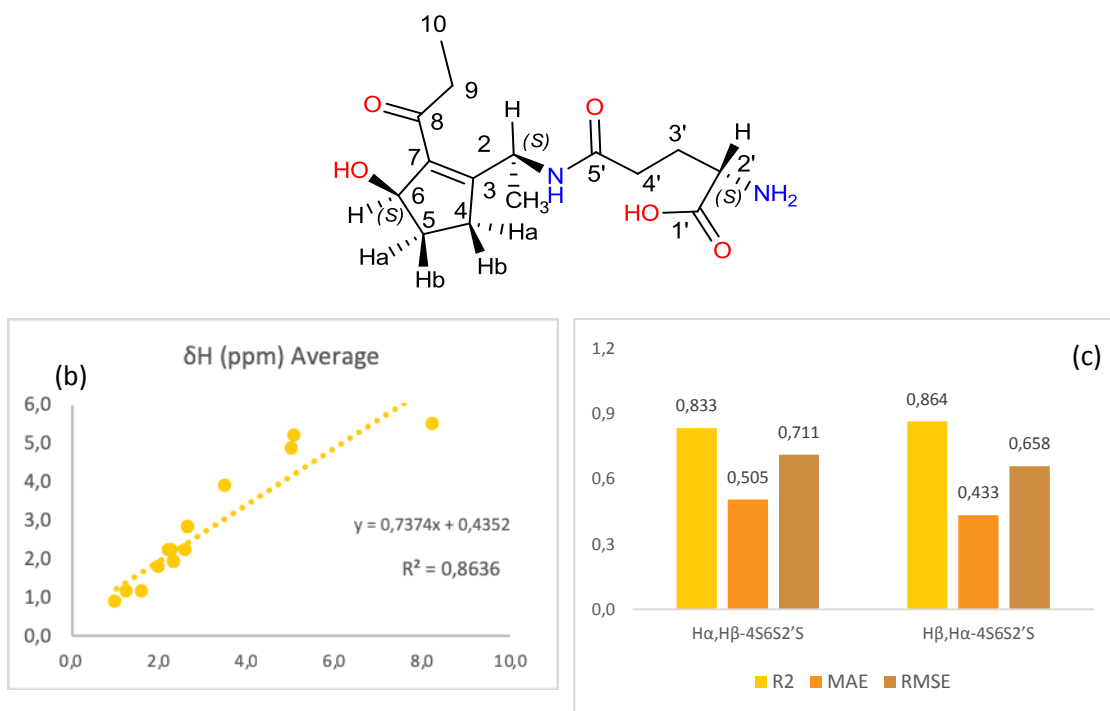 10
9
O
8
H
2
(S)
7
HO
3
6
H
(S)
5
4
CH3
N
H
O
5'
3'
4'
H
2'
(S)
NH2
HO
1'
O
Ha
Hb
Ha
Hb
(b)
δH (ppm) Average
6,0
5,0
4,0
3,0
2,0
1,0
0,0
y = 0,7374x + 0,4352
R² = 0,8636
0,0 2,0 4,0 6,0 8,0 10,0
(c)
1,2
0,9
0,6
0,3
0,0
0,833
0,505
0,711
0,864
0,433
0,658
Hα,Hβ-4S6S2’S Hβ,Hα-4S6S2’S
R2 MAE RMSE